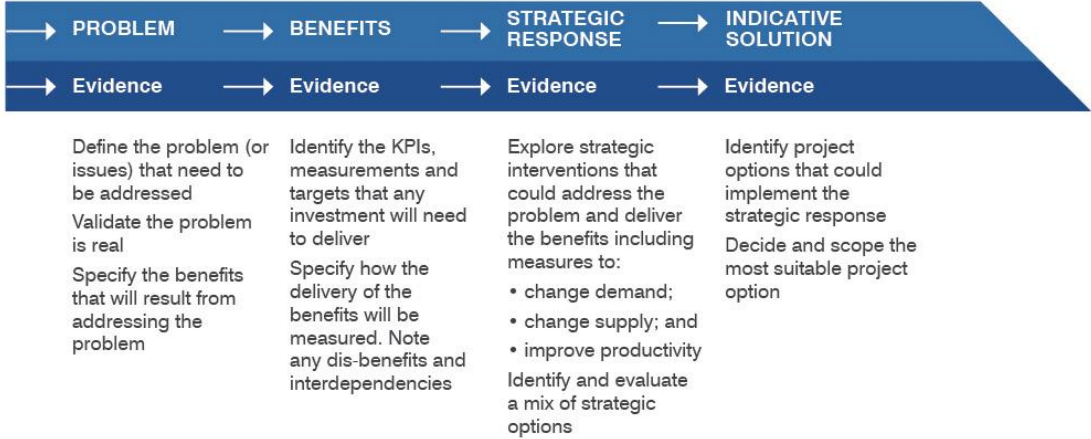 PROBLEM
BENEFITS
STRATEGIC
RESPONSE
INDICATIVE
SOLUTION
Evidence
Evidence
Evidence
Evidence
Define the problem (or
issues) that need to
be addressed
Validate the problem
is real
Specify the benefits
that will result from
addressing the
problem
Identify the KPIs,
measurements and
targets that any
investment will need
to deliver
Specify how the
delivery of the
benefits will be
measured. Note
any dis-benefits and
interdependencies
Explore strategic
interventions that
could address the
problem and deliver
the benefits including
measures to:
• change demand;
• change supply; and
• improve productivity
Identify and evaluate
a mix of strategic
options
Identify project
options that could
implement the
strategic response
Decide and scope the
most suitable project
option